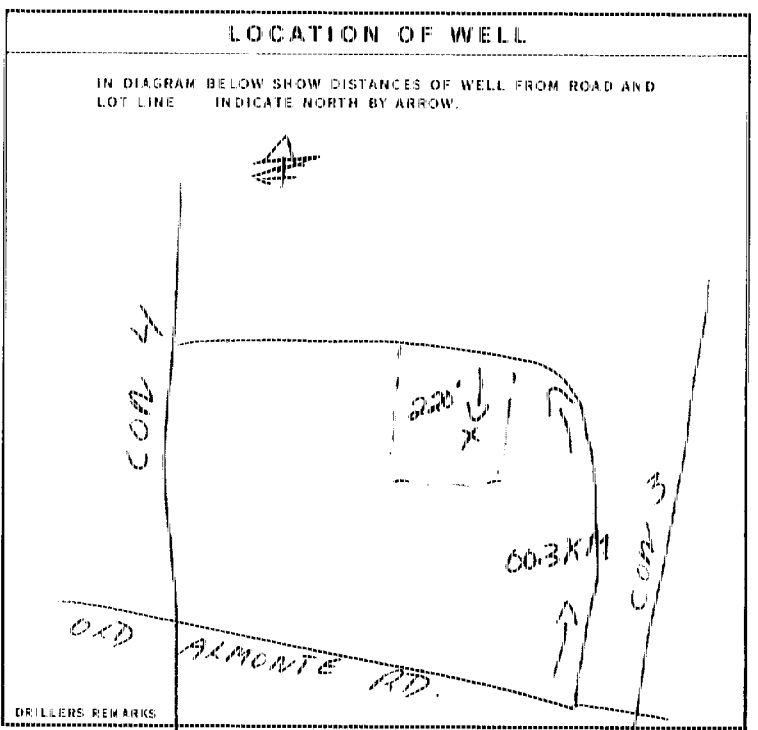 LOCATION OF WELL
IN DIAGRAM BELOW SHOW DISTANCES OF WELL FROM ROAD AND
LOT LINE INDICATE NORTH BY ARROW.
CON 4
220'
X
00.3KM
CON 3
OLD ALMONTE RD.
DRILLERS REMARKS